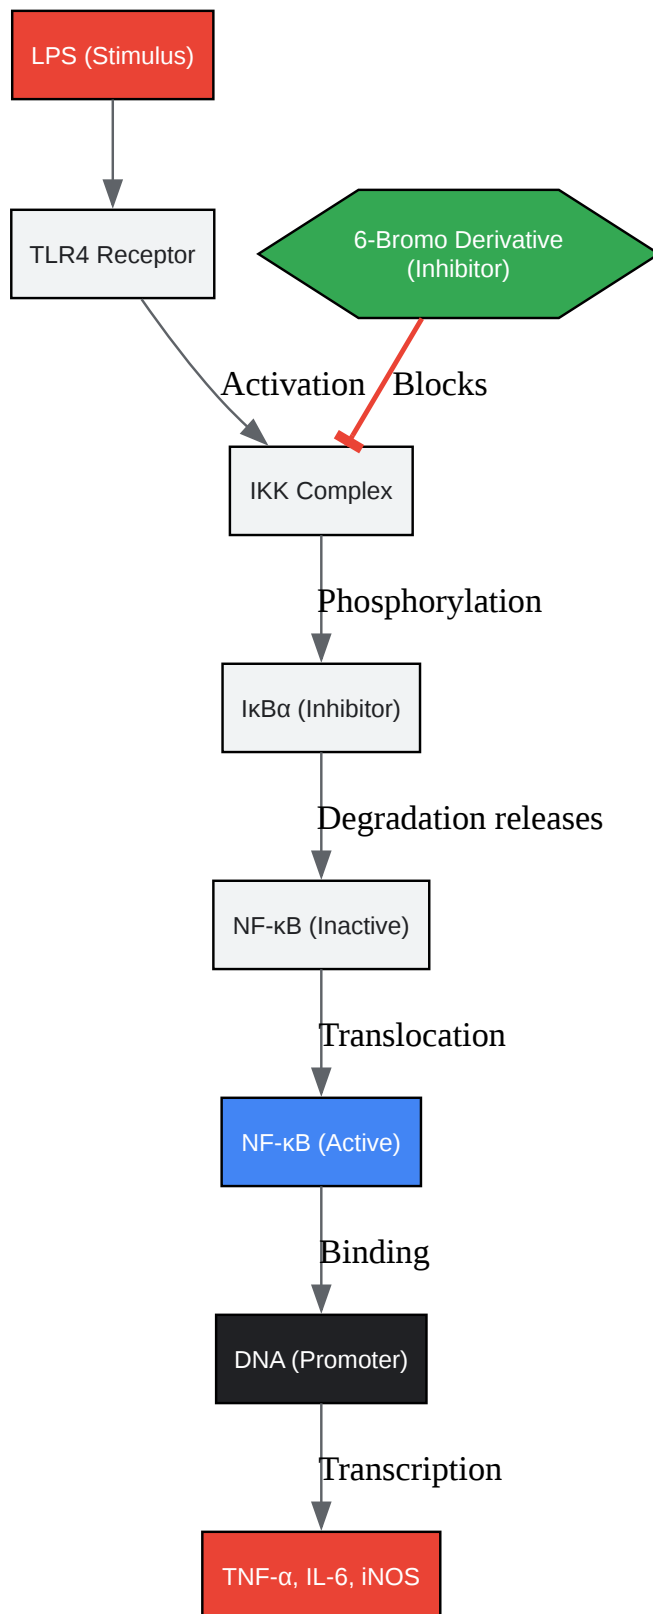 LPS (Stimulus)
TLR4 Receptor
6-Bromo Derivative
(Inhibitor)
Activation
Blocks
IKK Complex
Phosphorylation
IκBα (Inhibitor)
Degradation releases
NF-κB (Inactive)
Translocation
NF-κB (Active)
Binding
DNA (Promoter)
Transcription
TNF-α, IL-6, iNOS